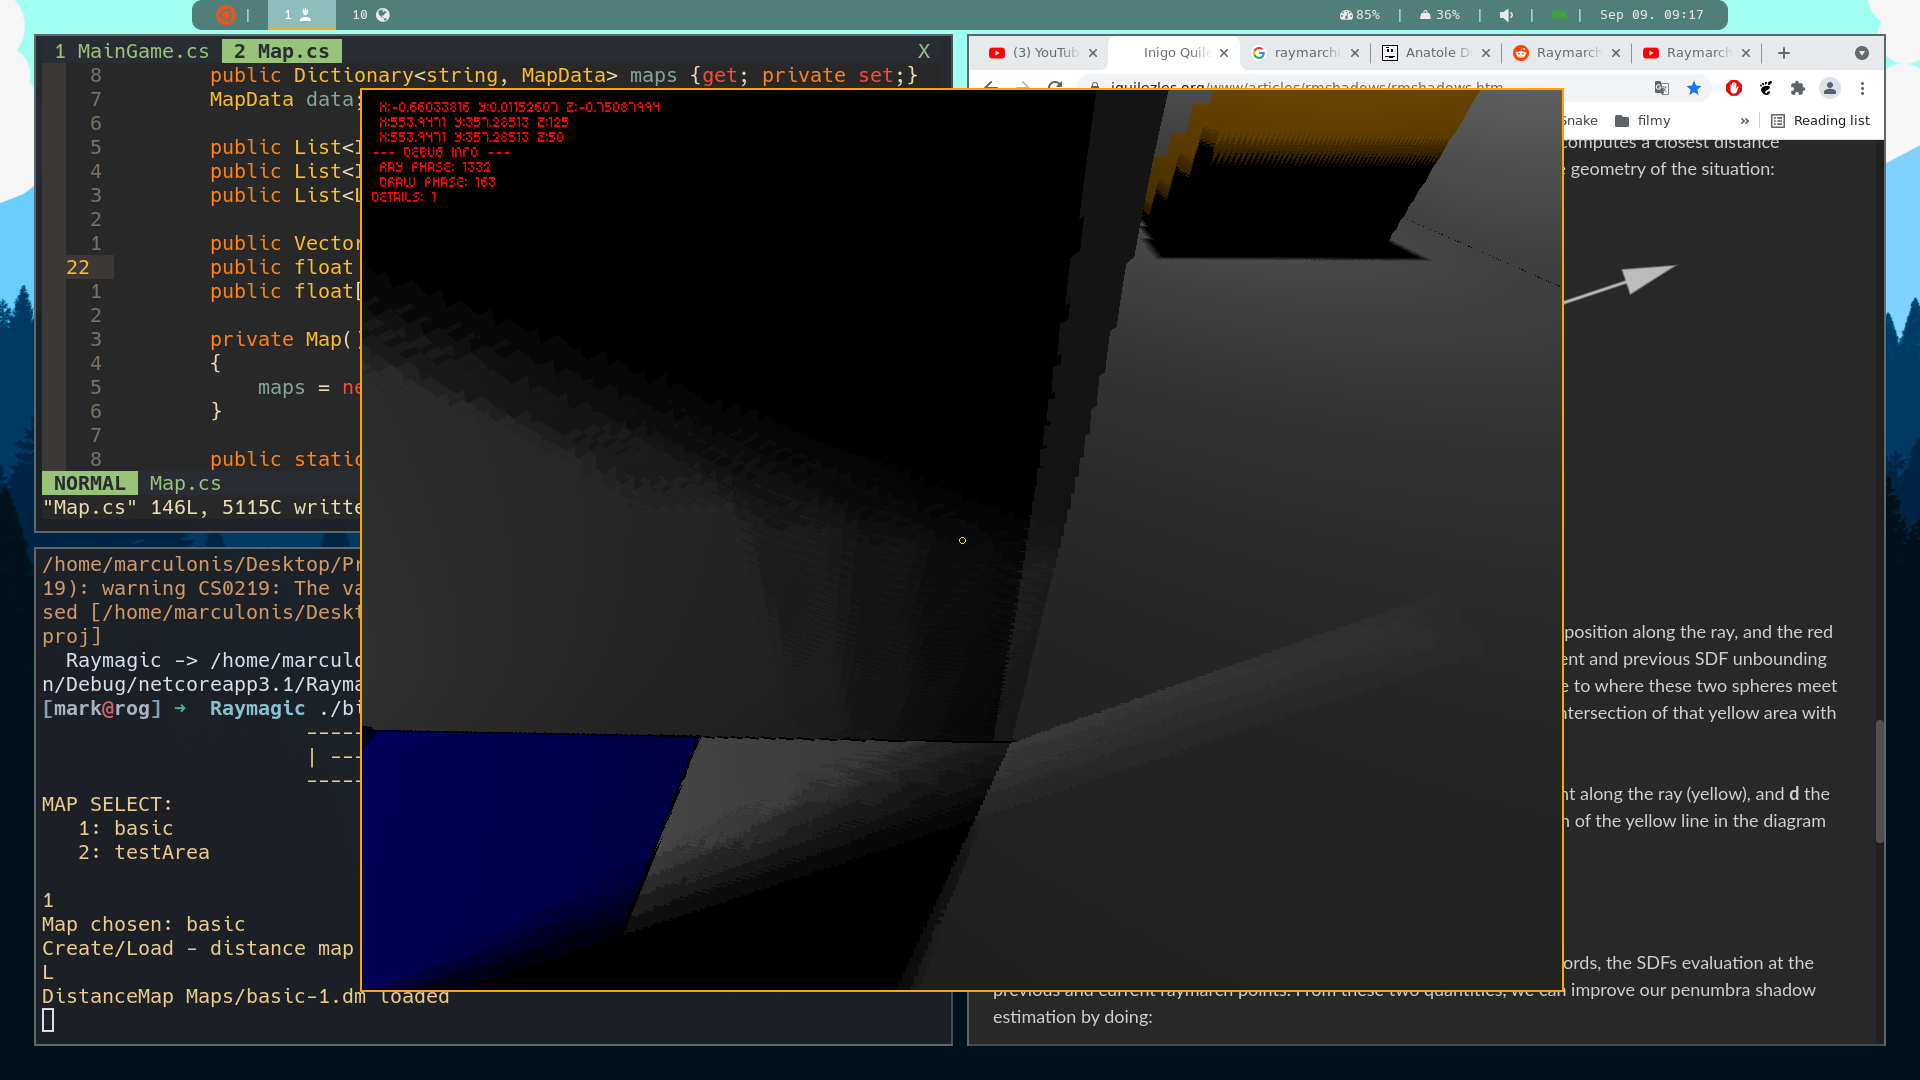 1
10
85%
36%
Sep 09. 09:17
1 MainGame.cs 2 Map.cs X
8 public Dictionary<string, MapData> maps {get; private set;}
7 MapData data;
6
5 public List<
4 public List<
3 public List<
2
1 public Vector
22 public float
1 public float[
2
3 private Map(
4 {
5 maps = ne
6 }
7
8 public static
NORMAL Map.cs
"Map.cs" 146L, 5115C writte
/home/marculonis/Desktop/Pr
19): warning CS0219: The va
sed [/home/marculonis/Deskt
proj]
Raymagic -> /home/marculo
n/Debug/netcoreapp3.1/Rayma
[mark@rog] → Raymagic ./bi
-----
| ---
-----
MAP SELECT:
1: basic
2: testArea
1
Map chosen: basic
Create/Load - distance map
L
DistanceMap Maps/basic-1.dm loaded
X:-0.66033816 Y:0.01152607 Z:-0.75087994
X:553.9471 Y:357.28513 Z:125
X:553.9471 Y:357.28513 Z:50
--- DEBUG INFO ---
RAY PHASE: 1332
DRAW PHASE: 163
DETAILS: 1
(3) YouTub
Inigo Quile
raymarchi
Anatole D
Raymarch
Raymarch
iquilezles.org/www/articles/rmshadows/rmshadows.htm
Snake
filmy
»
Reading list
computes a closest distance
geometry of the situation:
position along the ray, and the red
ent and previous SDF unbounding
e to where these two spheres meet
ntersection of that yellow area with
nt along the ray (yellow), and d the
n of the yellow line in the diagram
ords, the SDFs evaluation at the
previous and current raymarch points. From these two quantities, we can improve our penumbra shadow
estimation by doing: